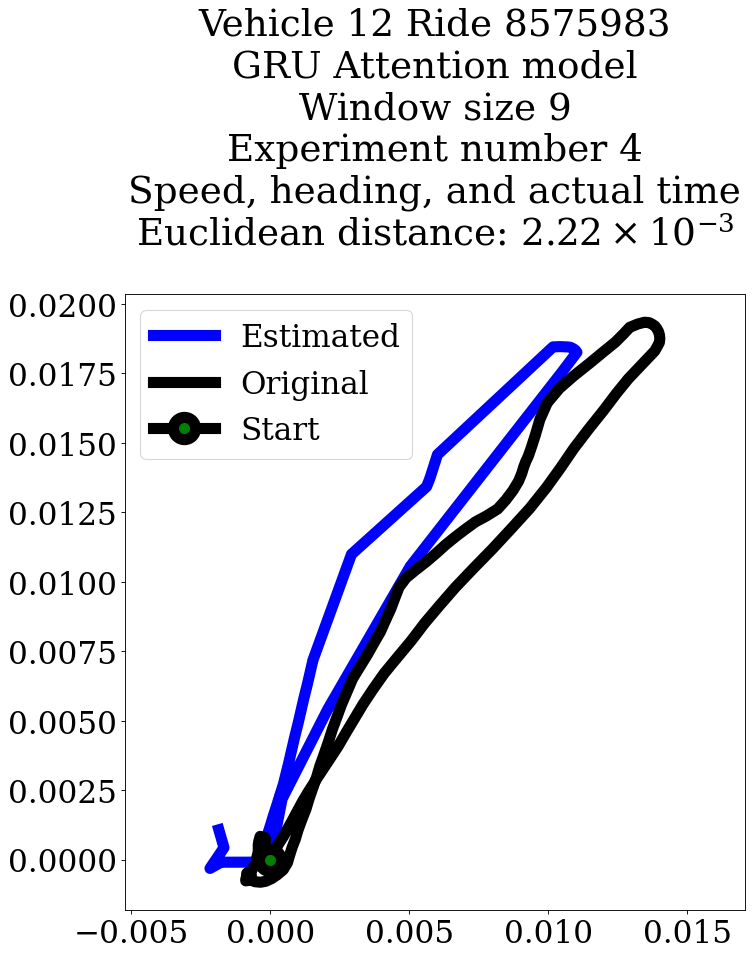 Vehicle 12 Ride 8575983
GRU Attention model
Window size 9
Experiment number 4
Speed, heading, and actual time
Euclidean distance: 2.22 × 10⁻³
0.0200
0.0175
0.0150
0.0125
0.0100
0.0075
0.0050
0.0025
0.0000
Estimated
Original
Start
−0.005 0.000 0.005 0.010 0.015